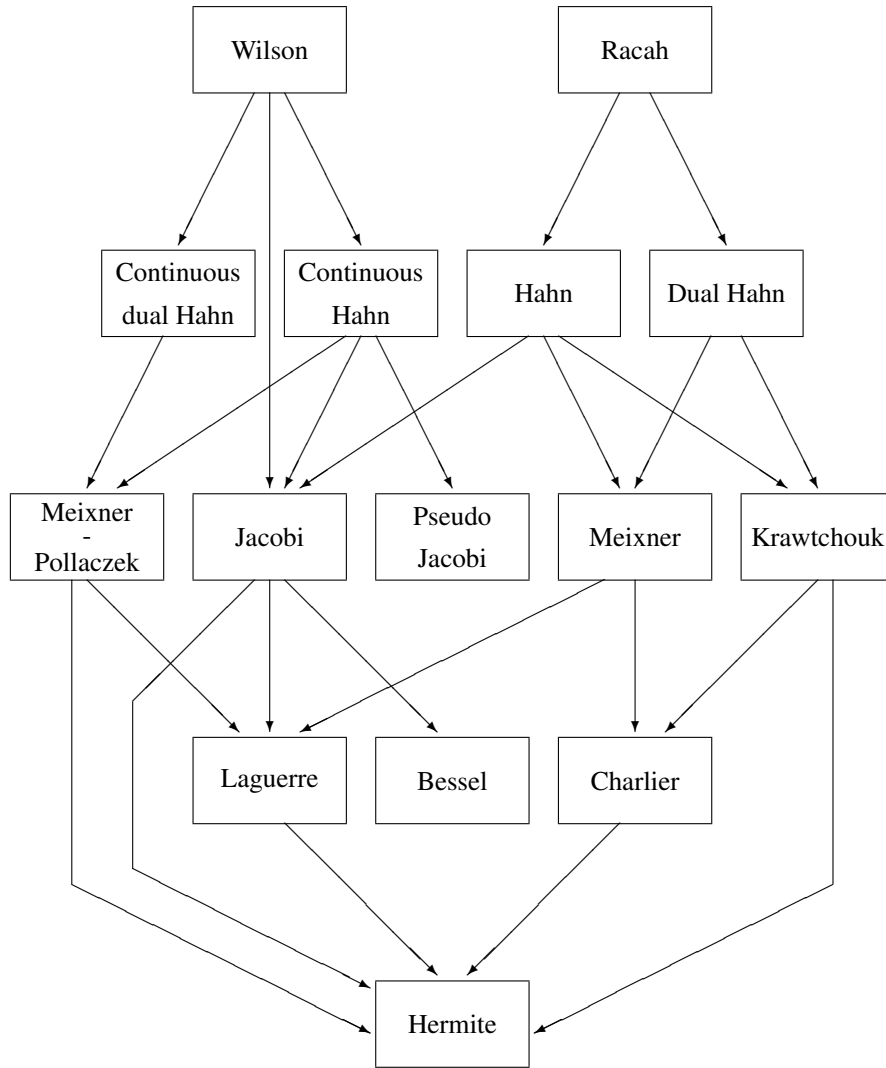 Wilson
Racah
Continuous
dual Hahn
Continuous
Hahn
Hahn
Dual Hahn
Meixner
-
Pollaczek
Jacobi
Pseudo
Jacobi
Meixner
Krawtchouk
Laguerre
Bessel
Charlier
Hermite